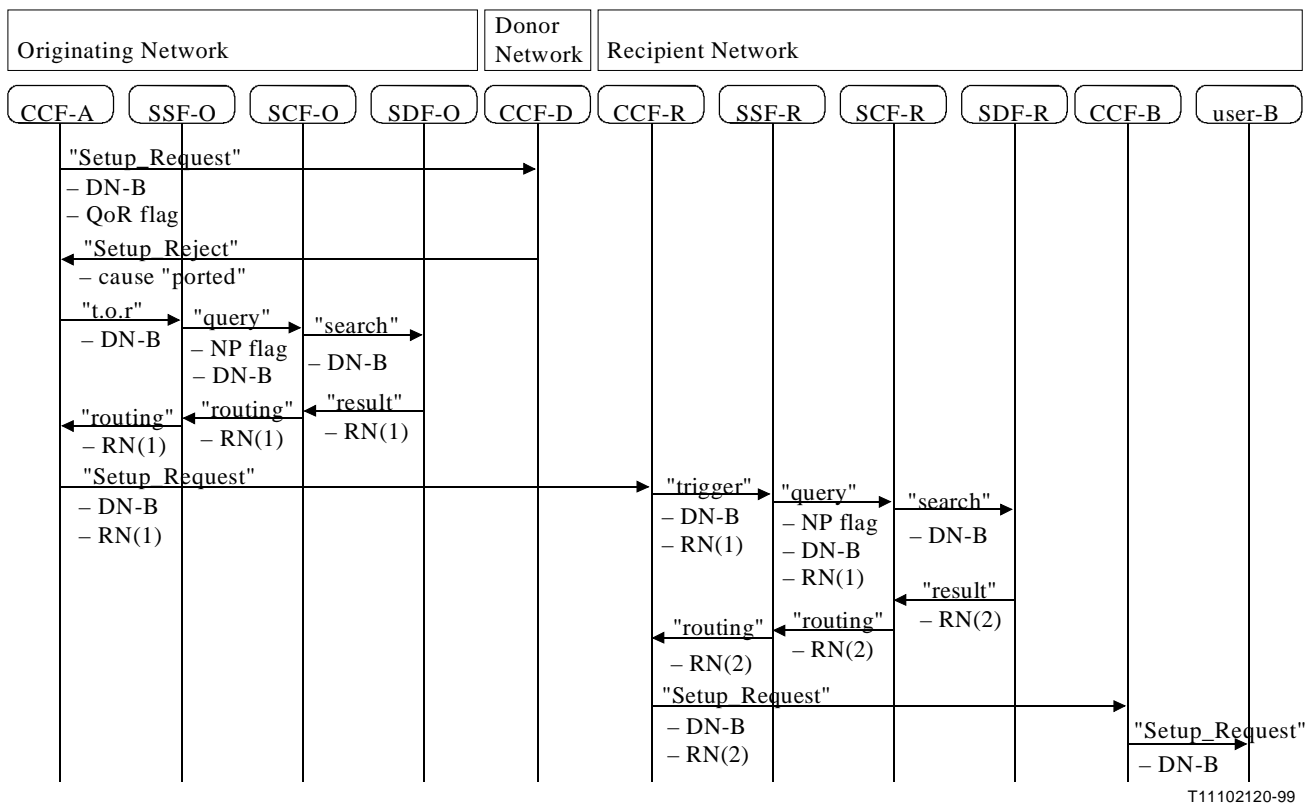 Originating Network
Donor
Network
Recipient Network
CCF-A
SSF-O
SCF-O
SDF-O
CCF-D
CCF-R
SSF-R
SCF-R
SDF-R
CCF-B
user-B
"Setup_Request"
– DN-B
– QoR flag
"Setup_Reject"
– cause "ported"
"t.o.r"
– DN-B
"query"
– NP flag
– DN-B
"search"
– DN-B
"result"
– RN(1)
"routing"
– RN(1)
"routing"
– RN(1)
"Setup_Request"
– DN-B
– RN(1)
"trigger"
– DN-B
– RN(1)
"query"
– NP flag
– DN-B
– RN(1)
"search"
– DN-B
"result"
– RN(2)
"routing"
– RN(2)
"routing"
– RN(2)
"Setup_Request"
– DN-B
– RN(2)
"Setup_Request"
– DN-B
T11102120-99